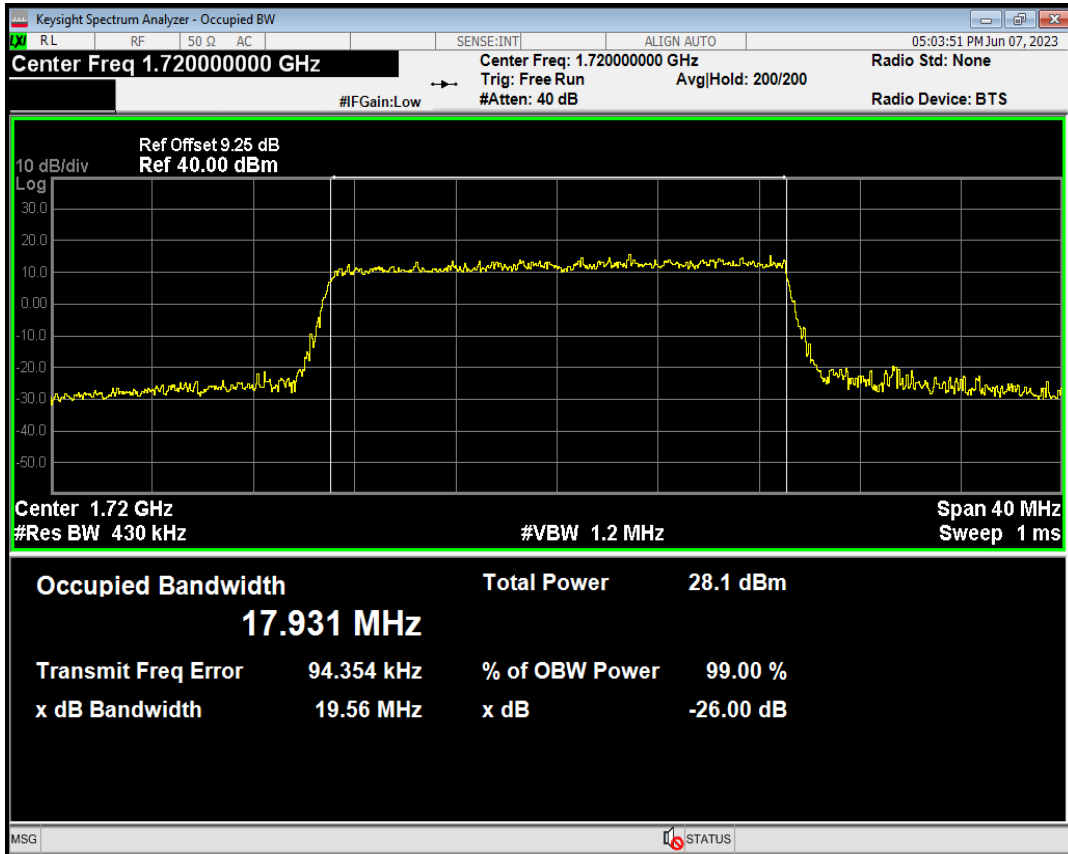 Keysight Spectrum Analyzer - Occupied BW
LXI RL RF 50 Ω AC SENSE:INT ALIGN AUTO 05:03:51 PM Jun 07, 2023
Center Freq 1.720000000 GHz Center Freq: 1.720000000 GHz Radio Std: None
Trig: Free Run Avg|Hold: 200/200
#IFGain:Low #Atten: 40 dB Radio Device: BTS
Ref Offset 9.25 dB
10 dB/div Ref 40.00 dBm
Log
30.0
20.0
10.0
0.00
-10.0
-20.0
-30.0
-40.0
-50.0
Center 1.72 GHz Span 40 MHz
#Res BW 430 kHz #VBW 1.2 MHz Sweep 1 ms
Occupied Bandwidth Total Power 28.1 dBm
17.931 MHz
Transmit Freq Error 94.354 kHz % of OBW Power 99.00 %
x dB Bandwidth 19.56 MHz x dB -26.00 dB
MSG STATUS